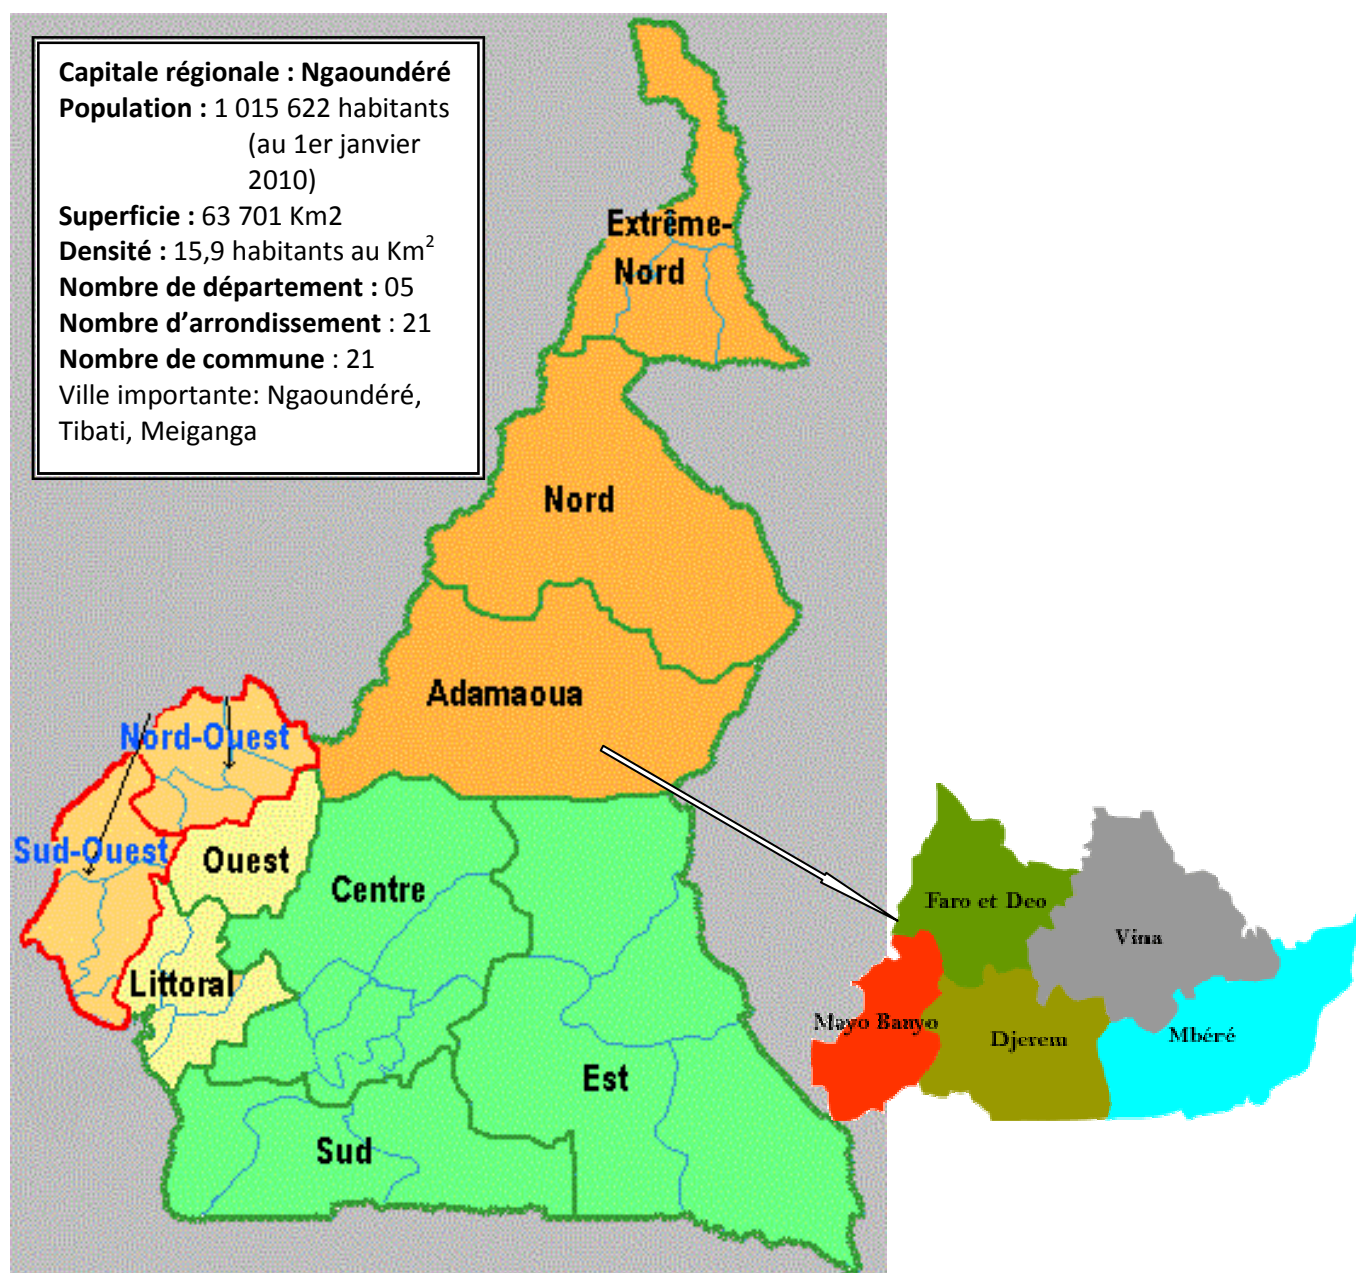 Capitale régionale : Ngaoundéré
Population : 1 015 622 habitants
(au 1er janvier
2010)
Superficie : 63 701 Km2
Densité : 15,9 habitants au Km²
Nombre de département : 05
Nombre d’arrondissement : 21
Nombre de commune : 21
Ville importante: Ngaoundéré,
Tibati, Meiganga
Extrême-
Nord
Nord
Adamaoua
Nord-Ouest
Sud-Ouest
Ouest
Centre
Littoral
Est
Sud
Faro et Deo
Vina
Mayo Banyo
Djerem
Mbéré